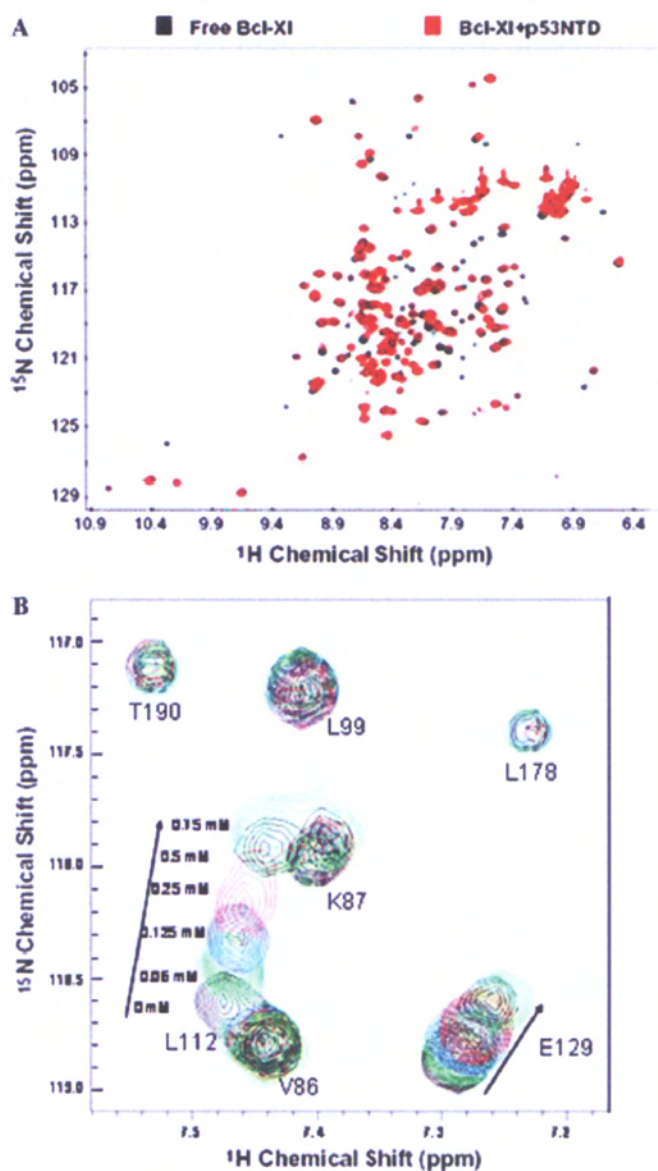 A
Free Bcl-Xl
Bcl-Xl+p53NTD
105
109
113
117
121
125
129
15N Chemical Shift (ppm)
10.9 10.4 9.9 9.4 8.9 8.4 7.9 7.4 6.9 6.4
1H Chemical Shift (ppm)
B
117.0
117.5
118.0
118.5
119.0
15N Chemical Shift (ppm)
T190
L99
L178
0.15 mM
0.5 mM
0.25 mM
0.125 mM
0.06 mM
0 mM
K87
L112
V86
E129
7.5 7.4 7.3 7.2
1H Chemical Shift (ppm)